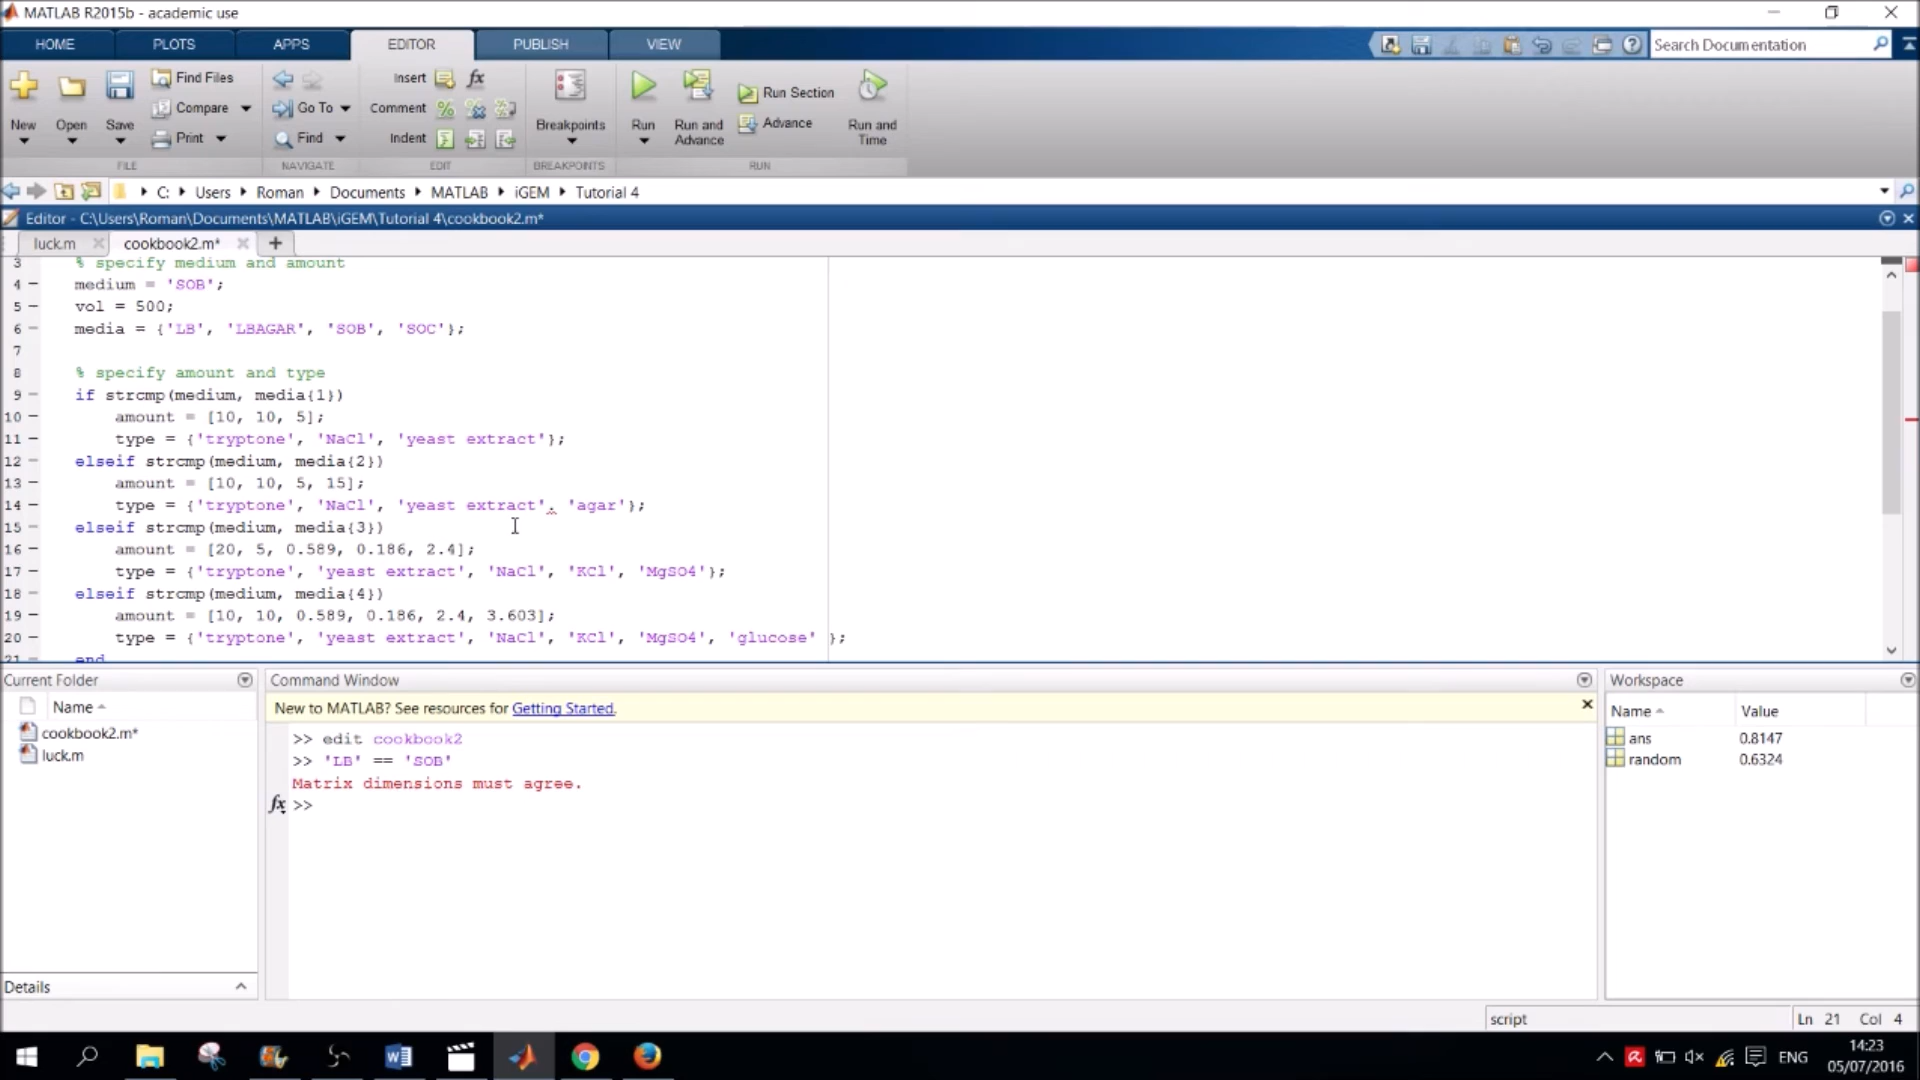 MATLAB R2015b - academic use
HOME PLOTS APPS EDITOR PUBLISH VIEW Search Documentation
New Open Save Find Files Compare Print Go To Find Insert fx Comment Indent Breakpoints Run Run and Advance Run Section Advance Run and Time
FILE NAVIGATE EDIT BREAKPOINTS RUN
C: Users Roman Documents MATLAB iGEM Tutorial 4
Editor - C:\Users\Roman\Documents\MATLAB\iGEM\Tutorial 4\cookbook2.m*
luck.m cookbook2.m* +
3 % specify medium and amount
4 – medium = 'SOB';
5 – vol = 500;
6 – media = {'LB', 'LBAGAR', 'SOB', 'SOC'};
7
8 % specify amount and type
9 – if strcmp(medium, media{1})
10 – amount = [10, 10, 5];
11 – type = {'tryptone', 'NaCl', 'yeast extract'};
12 – elseif strcmp(medium, media{2})
13 – amount = [10, 10, 5, 15];
14 – type = {'tryptone', 'NaCl', 'yeast extract'. 'agar'};
15 – elseif strcmp(medium, media{3})
16 – amount = [20, 5, 0.589, 0.186, 2.4];
17 – type = {'tryptone', 'yeast extract', 'NaCl', 'KCl', 'MgSO4'};
18 – elseif strcmp(medium, media{4})
19 – amount = [10, 10, 0.589, 0.186, 2.4, 3.603];
20 – type = {'tryptone', 'yeast extract', 'NaCl', 'KCl', 'MgSO4', 'glucose' };
21 – end
Current Folder
Name
cookbook2.m*
luck.m
Details
Command Window
New to MATLAB? See resources for Getting Started.
>> edit cookbook2
>> 'LB' == 'SOB'
Matrix dimensions must agree.
fx >>
Workspace
Name Value
ans 0.8147
random 0.6324
script Ln 21 Col 4
ENG 14:23
05/07/2016